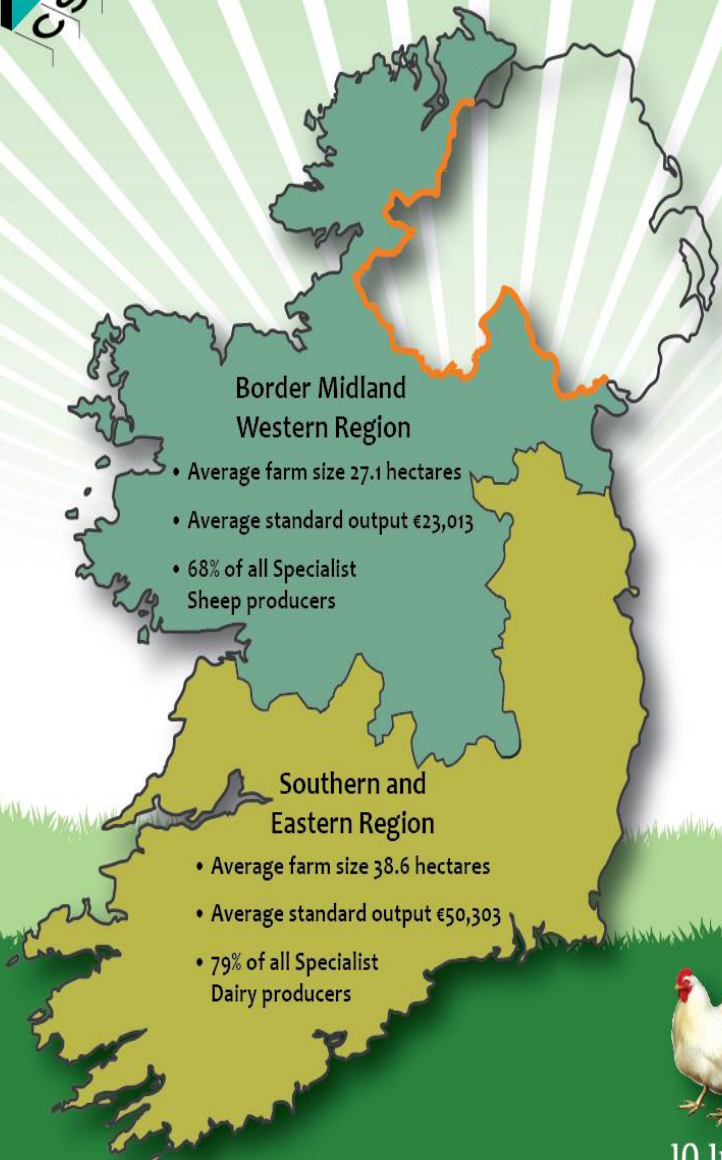 CS
Border Midland
Western Region
• Average farm size 27.1 hectares
• Average standard output €23,013
• 68% of all Specialist
Sheep producers
Southern and
Eastern Region
• Average farm size 38.6 hectares
• Average standard output €50,303
• 79% of all Specialist
Dairy producers
10